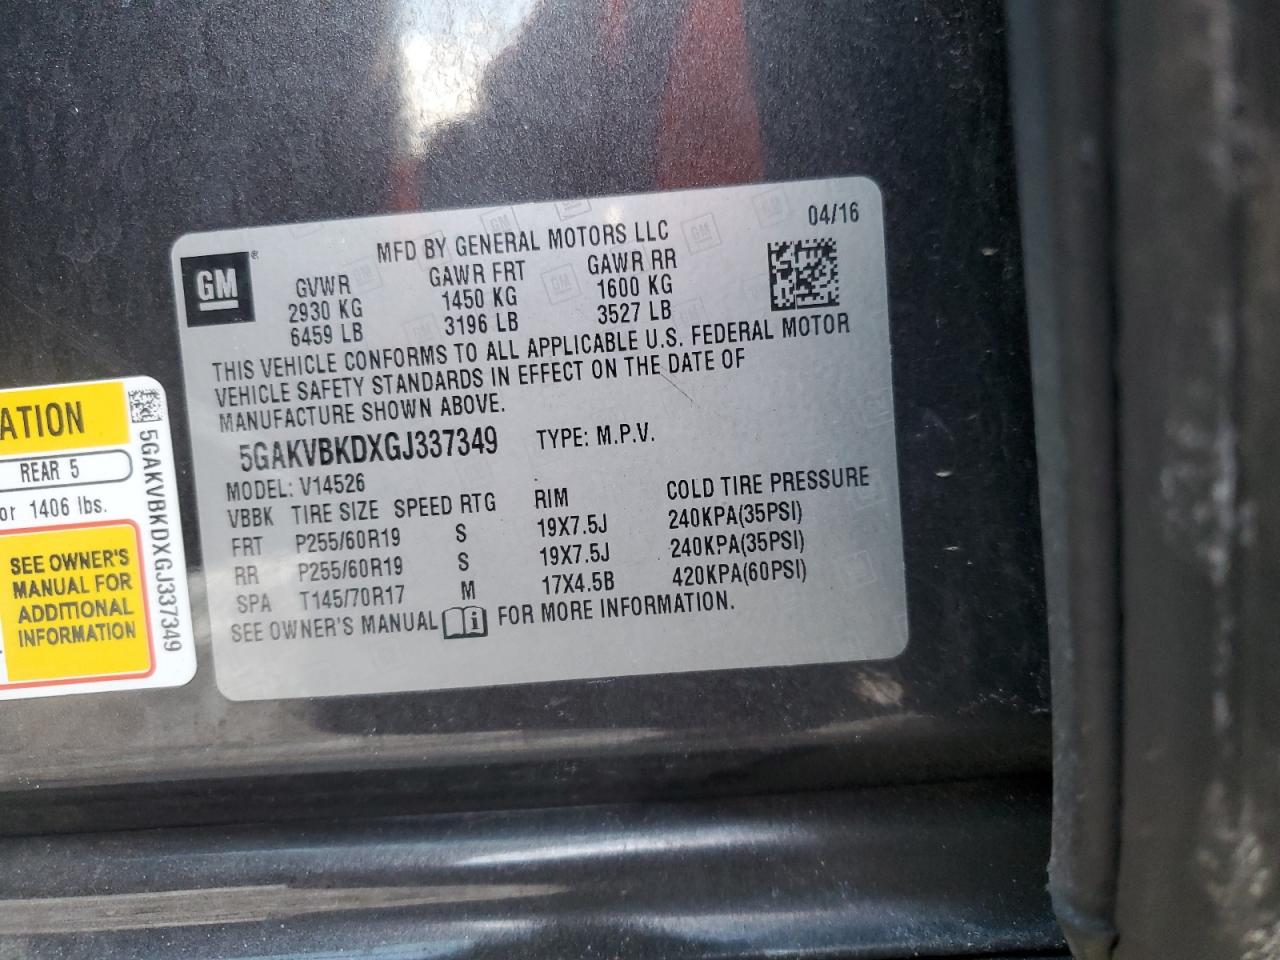 04/16
GM
MFD BY GENERAL MOTORS LLC
GVWR GAWR FRT GAWR RR
2930 KG 1450 KG 1600 KG
6459 LB 3196 LB 3527 LB
THIS VEHICLE CONFORMS TO ALL APPLICABLE U.S. FEDERAL MOTOR
VEHICLE SAFETY STANDARDS IN EFFECT ON THE DATE OF
MANUFACTURE SHOWN ABOVE.
5GAKVBKDXGJ337349 TYPE: M.P.V.
MODEL: V14526
VBBK TIRE SIZE SPEED RTG RIM COLD TIRE PRESSURE
FRT P255/60R19 S 19X7.5J 240KPA(35PSI)
RR P255/60R19 S 19X7.5J 240KPA(35PSI)
SPA T145/70R17 M 17X4.5B 420KPA(60PSI)
SEE OWNER'S MANUAL i FOR MORE INFORMATION.
ATION
REAR 5
or 1406 lbs.
SEE OWNER'S
MANUAL FOR
ADDITIONAL
INFORMATION
5GAKVBKDXGJ337349